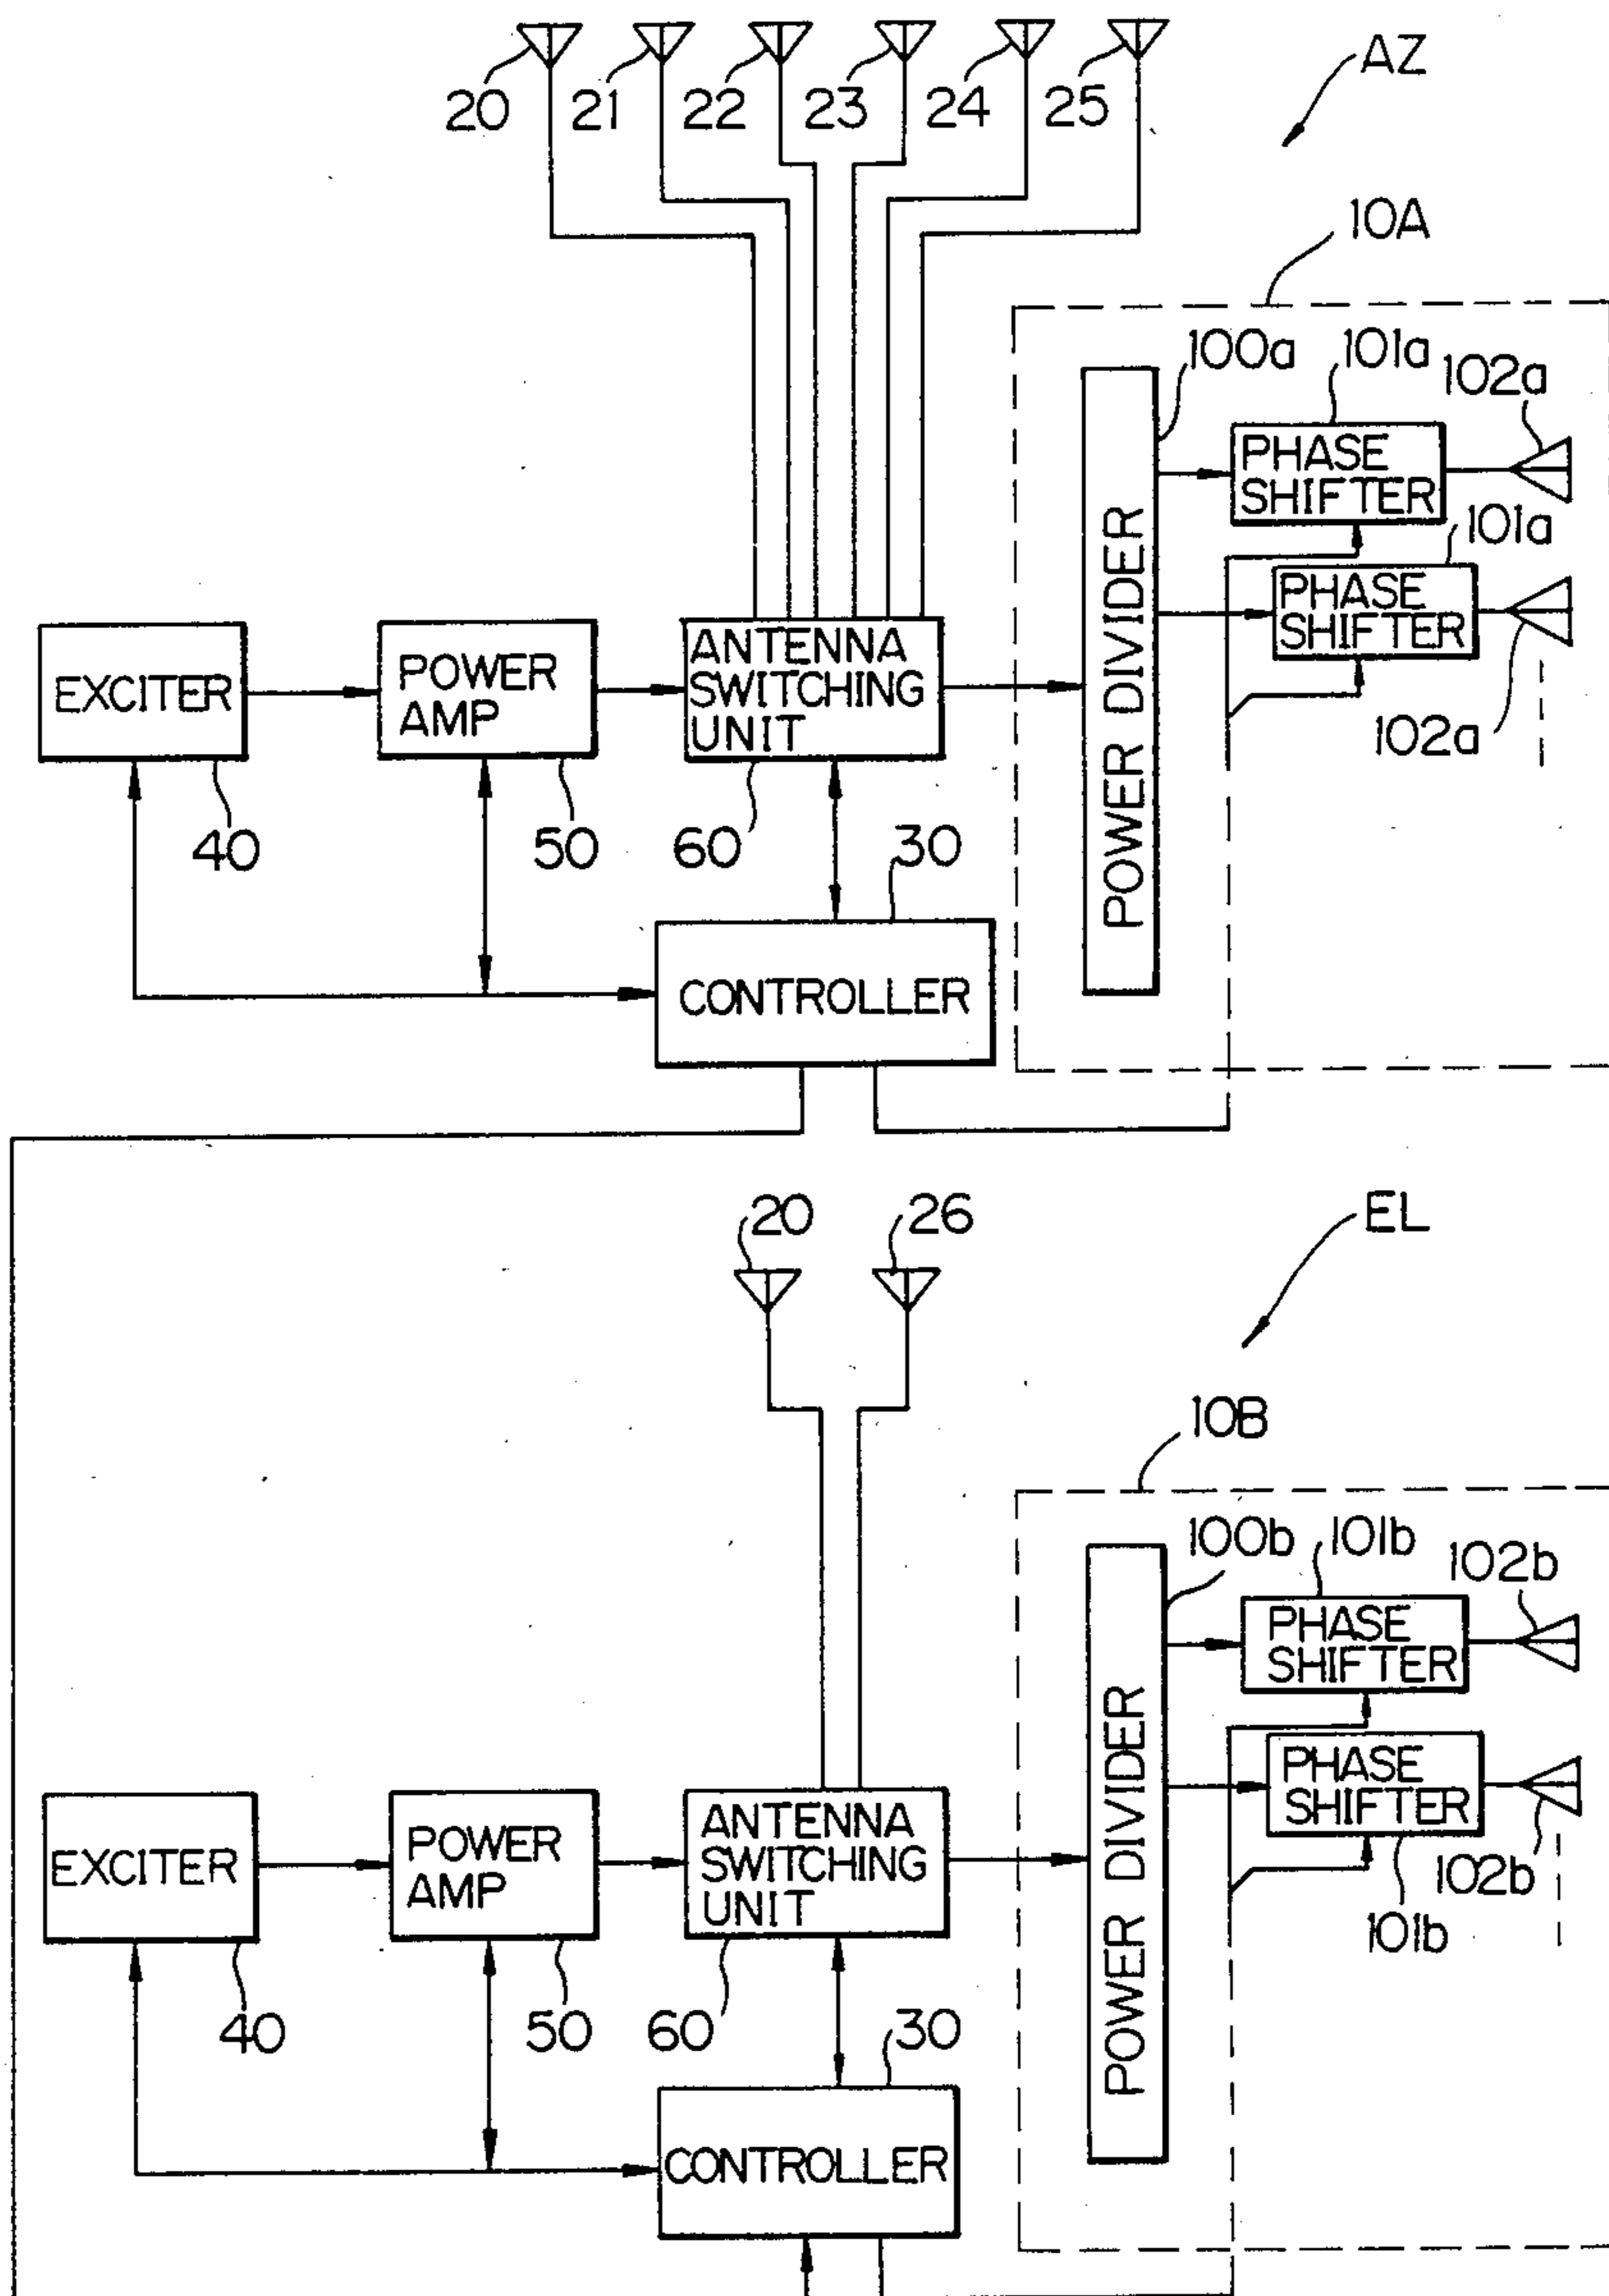 20
21
22
23
24
25
AZ
10A
100a
101a
102a
PHASE
SHIFTER
101a
PHASE
SHIFTER
102a
POWER DIVIDER
EXCITER
POWER
AMP
ANTENNA
SWITCHING
UNIT
40
50
60
30
CONTROLLER
20
26
EL
10B
100b
101b
102b
PHASE
SHIFTER
PHASE
SHIFTER
102b
101b
POWER DIVIDER
EXCITER
POWER
AMP
ANTENNA
SWITCHING
UNIT
40
50
60
30
CONTROLLER